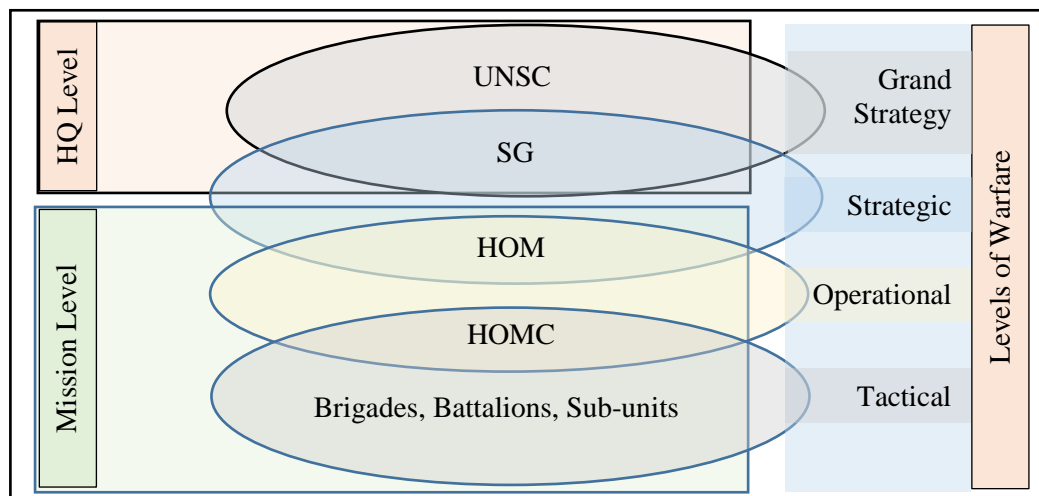 HQ Level
UNSC
SG
Grand
Strategy
Strategic
Mission Level
HOM
HOMC
Brigades, Battalions, Sub-units
Operational
Tactical
Levels of Warfare